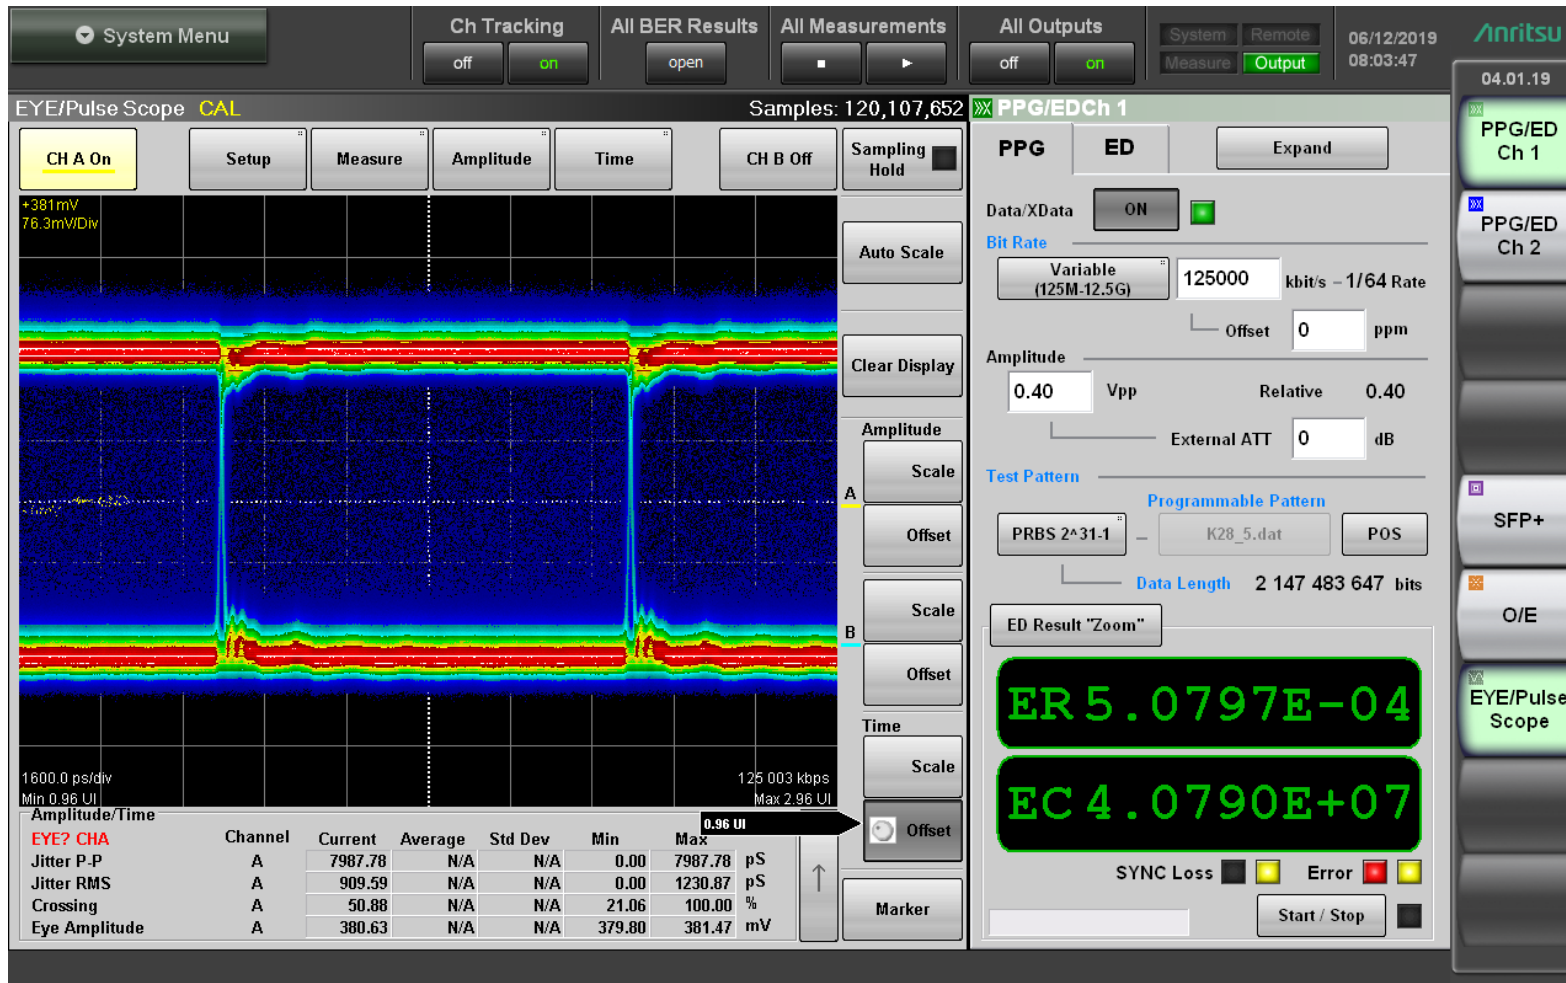 System Menu
Ch Tracking
off on
All BER Results
open
All Measurements
All Outputs
off on
System Remote
Measure Output
06/12/2019
08:03:47
Anritsu
04.01.19
EYE/Pulse Scope CAL
Samples: 120,107,652
CH A On
Setup
Measure
Amplitude
Time
CH B Off
Sampling
Hold
+381mV
76.3mV/Div
1600.0 ps/div
Min 0.96 UI
125 003 kbps
Max 2.96 UI
Auto Scale
Clear Display
Amplitude
A
Scale
Offset
B
Scale
Offset
Time
Scale
0.96 UI
Offset
Marker
Amplitude/Time
EYE? CHA Channel Current Average Std Dev Min Max
Jitter P-P A 7987.78 N/A N/A 0.00 7987.78 pS
Jitter RMS A 909.59 N/A N/A 0.00 1230.87 pS
Crossing A 50.88 N/A N/A 21.06 100.00 %
Eye Amplitude A 380.63 N/A N/A 379.80 381.47 mV
PPG/EDCh 1
PPG ED
Expand
Data/XData ON
Bit Rate
Variable
(125M-12.5G)
125000 kbit/s - 1/64 Rate
Offset 0 ppm
Amplitude
0.40 Vpp Relative 0.40
External ATT 0 dB
Test Pattern
Programmable Pattern
PRBS 2^31-1 - K28_5.dat POS
Data Length 2 147 483 647 bits
ED Result "Zoom"
ER 5.0797E-04
EC 4.0790E+07
SYNC Loss Error
Start / Stop
PPG/ED
Ch 1
PPG/ED
Ch 2
SFP+
O/E
EYE/Pulse
Scope